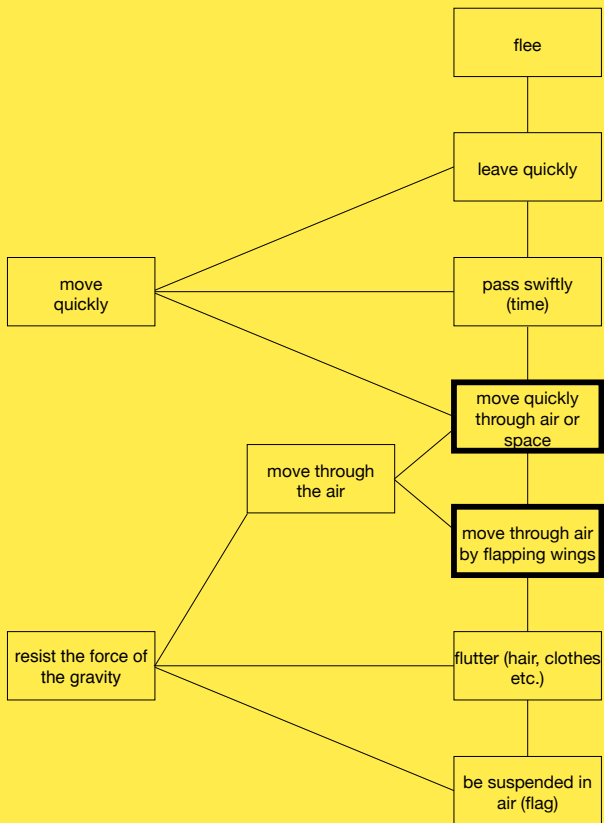 flee
leave quickly
move
quickly
pass swiftly
(time)
move quickly
through air or
space
move through
the air
move through air
by flapping wings
resist the force of
the gravity
flutter (hair, clothes
etc.)
be suspended in
air (flag)